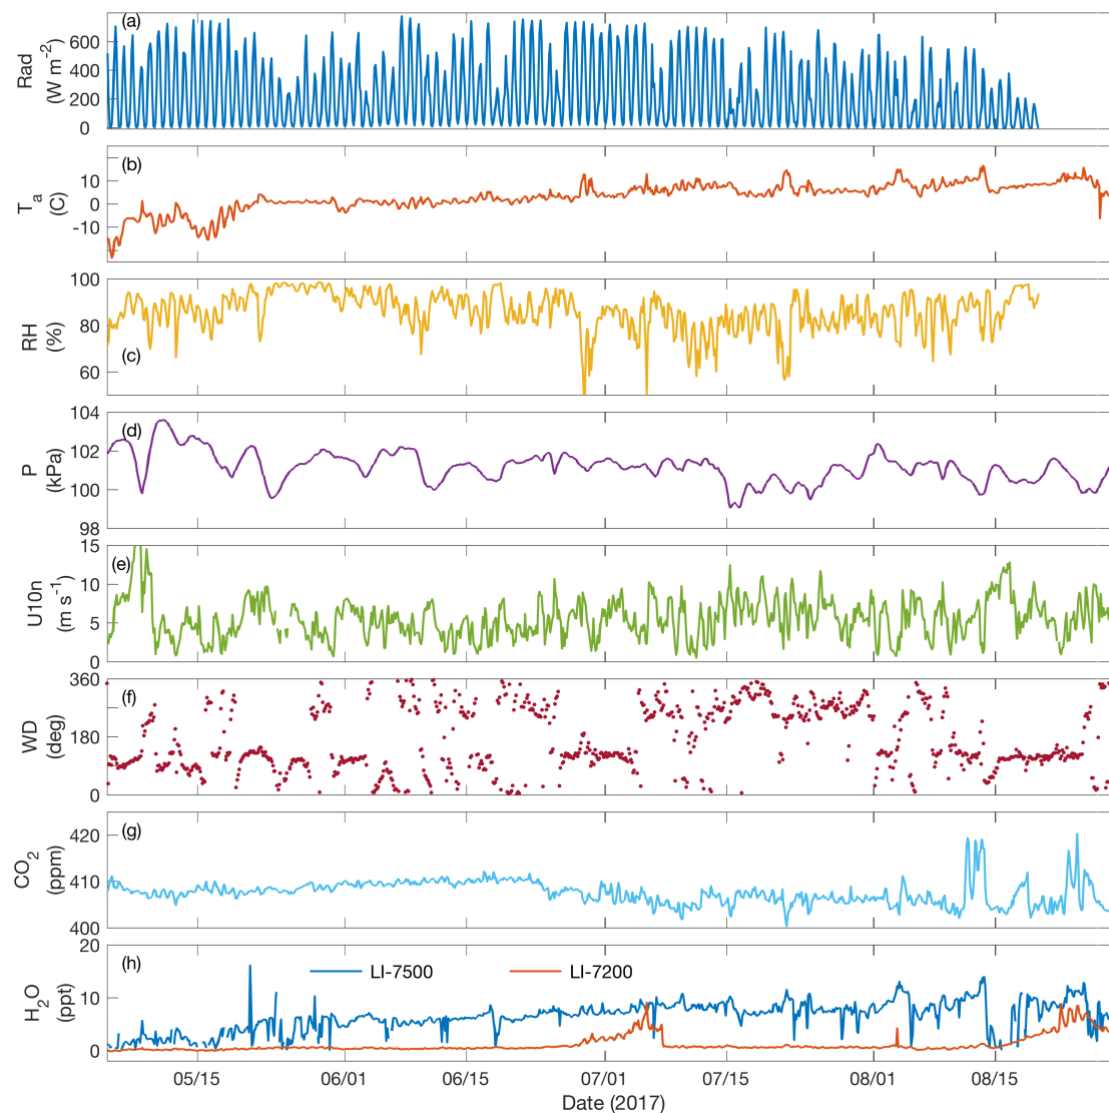 (a)
Rad
(W m⁻²)
600
400
200
0
(b)
Tₐ
(C)
10
0
-10
(c)
RH
(%)
100
80
60
(d)
P
(kPa)
104
102
100
98
(e)
U10n
(m s⁻¹)
15
10
5
0
(f)
WD
(deg)
360
180
0
(g)
CO₂
(ppm)
420
410
400
(h)
LI-7500 LI-7200
H₂O
(ppt)
20
10
0
05/15 06/01 06/15 07/01 07/15 08/01 08/15
Date (2017)